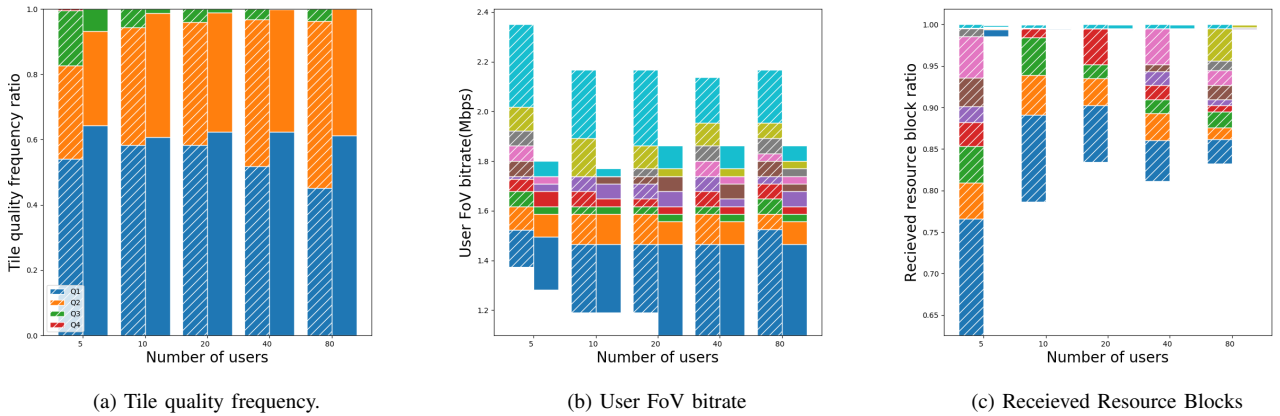 1.0
0.8
0.6
0.4
0.2
0.0
Tile quality frequency ratio
Q1
Q2
Q3
Q4
5 10 20 40 80
Number of users
(a) Tile quality frequency.
2.4
2.2
2.0
1.8
1.6
1.4
1.2
User FoV bitrate(Mbps)
5 10 20 40 80
Number of users
(b) User FoV bitrate
1.00
0.95
0.90
0.85
0.80
0.75
0.70
0.65
Recieved resource block ratio
5 10 20 40 80
Number of users
(c) Receieved Resource Blocks